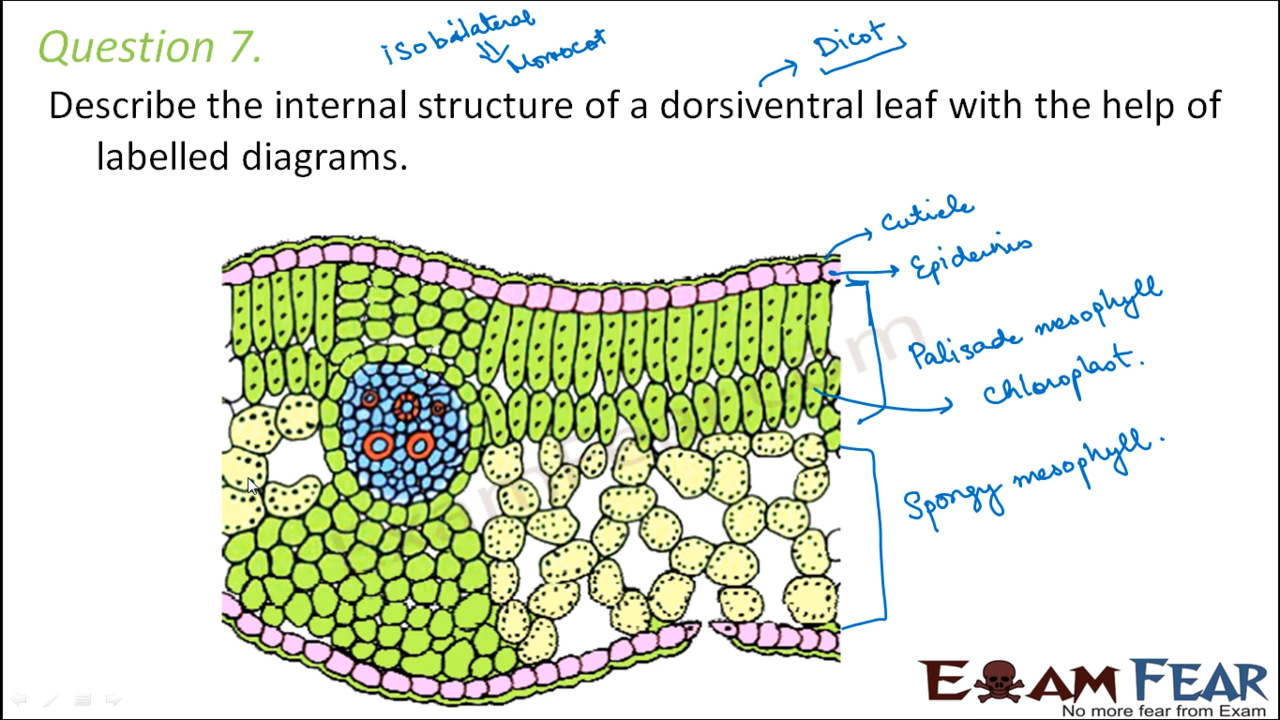 Question 7.
isobilateral
⇓
Monocot
Dicot
Describe the internal structure of a dorsiventral leaf with the help of
labelled diagrams.
Cuticle
Epidermis
Palisade mesophyll
Chloroplast.
Spongy mesophyll.
EXAM FEAR
No more fear from Exam